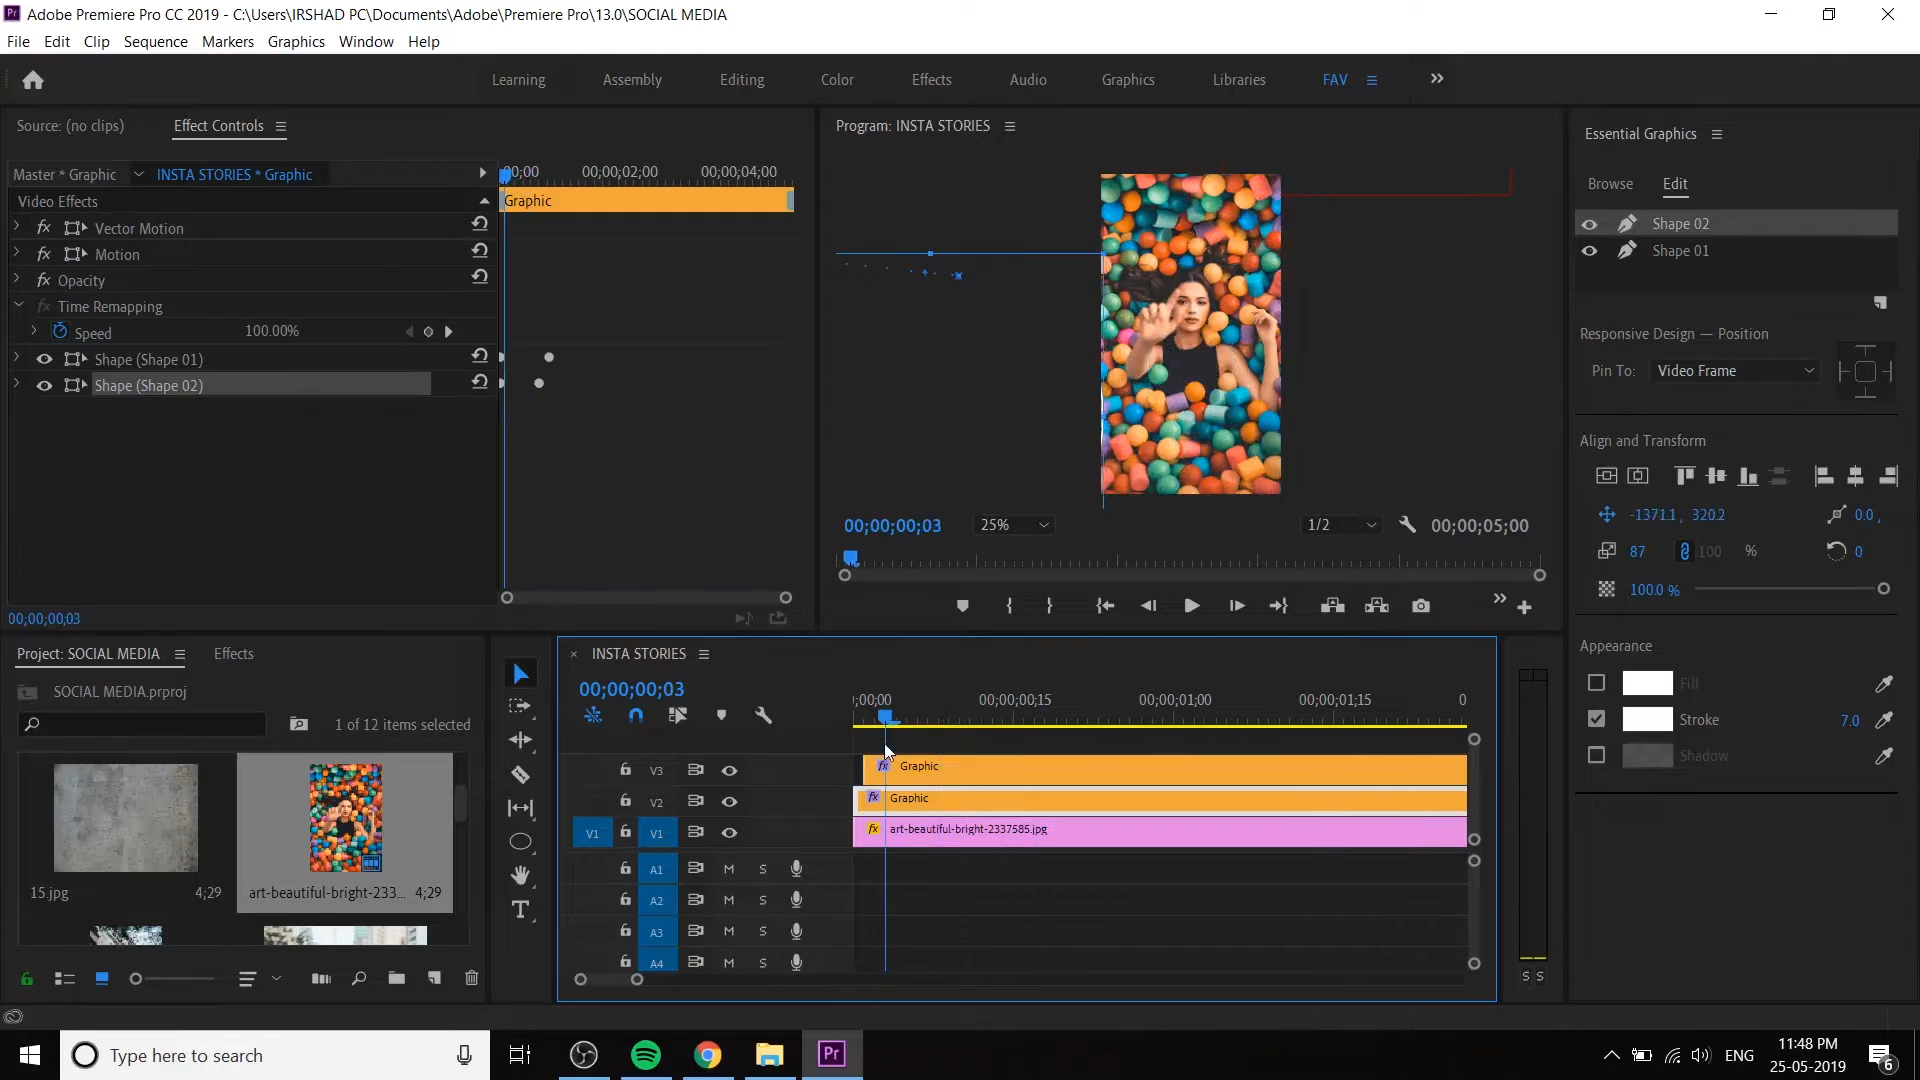 Adobe Premiere Pro CC 2019 - C:\Users\IRSHAD PC\Documents\Adobe\Premiere Pro\13.0\SOCIAL MEDIA
File Edit Clip Sequence Markers Graphics Window Help
Learning Assembly Editing Color Effects Audio Graphics Libraries FAV
Source: (no clips) Effect Controls
Master * Graphic INSTA STORIES * Graphic
00;00 00;00;02;00 00;00;04;00
Video Effects
Graphic
fx Vector Motion
fx Motion
fx Opacity
fx Time Remapping
Speed 100.00%
Shape (Shape 01)
Shape (Shape 02)
00;00;00;03
Program: INSTA STORIES
00;00;00;03 25% 1/2 00;00;05;00
Essential Graphics
Browse Edit
Shape 02
Shape 01
Responsive Design — Position
Pin To: Video Frame
Align and Transform
-1371.1 , 320.2 0.0 ,
87 100 % 0
100.0 %
Appearance
Fill
Stroke 7.0
Shadow
Project: SOCIAL MEDIA Effects
SOCIAL MEDIA.prproj
1 of 12 items selected
15.jpg 4;29
art-beautiful-bright-233... 4;29
× INSTA STORIES
00;00;00;03
;00;00 00;00;00;15 00;00;01;00 00;00;01;15 0
V3 fx Graphic
V2 fx Graphic
V1 V1 fx art-beautiful-bright-2337585.jpg
A1 M S
A2 M S
A3 M S
A4 M S
S S
Type here to search
Pr
ENG
11:48 PM
25-05-2019
6